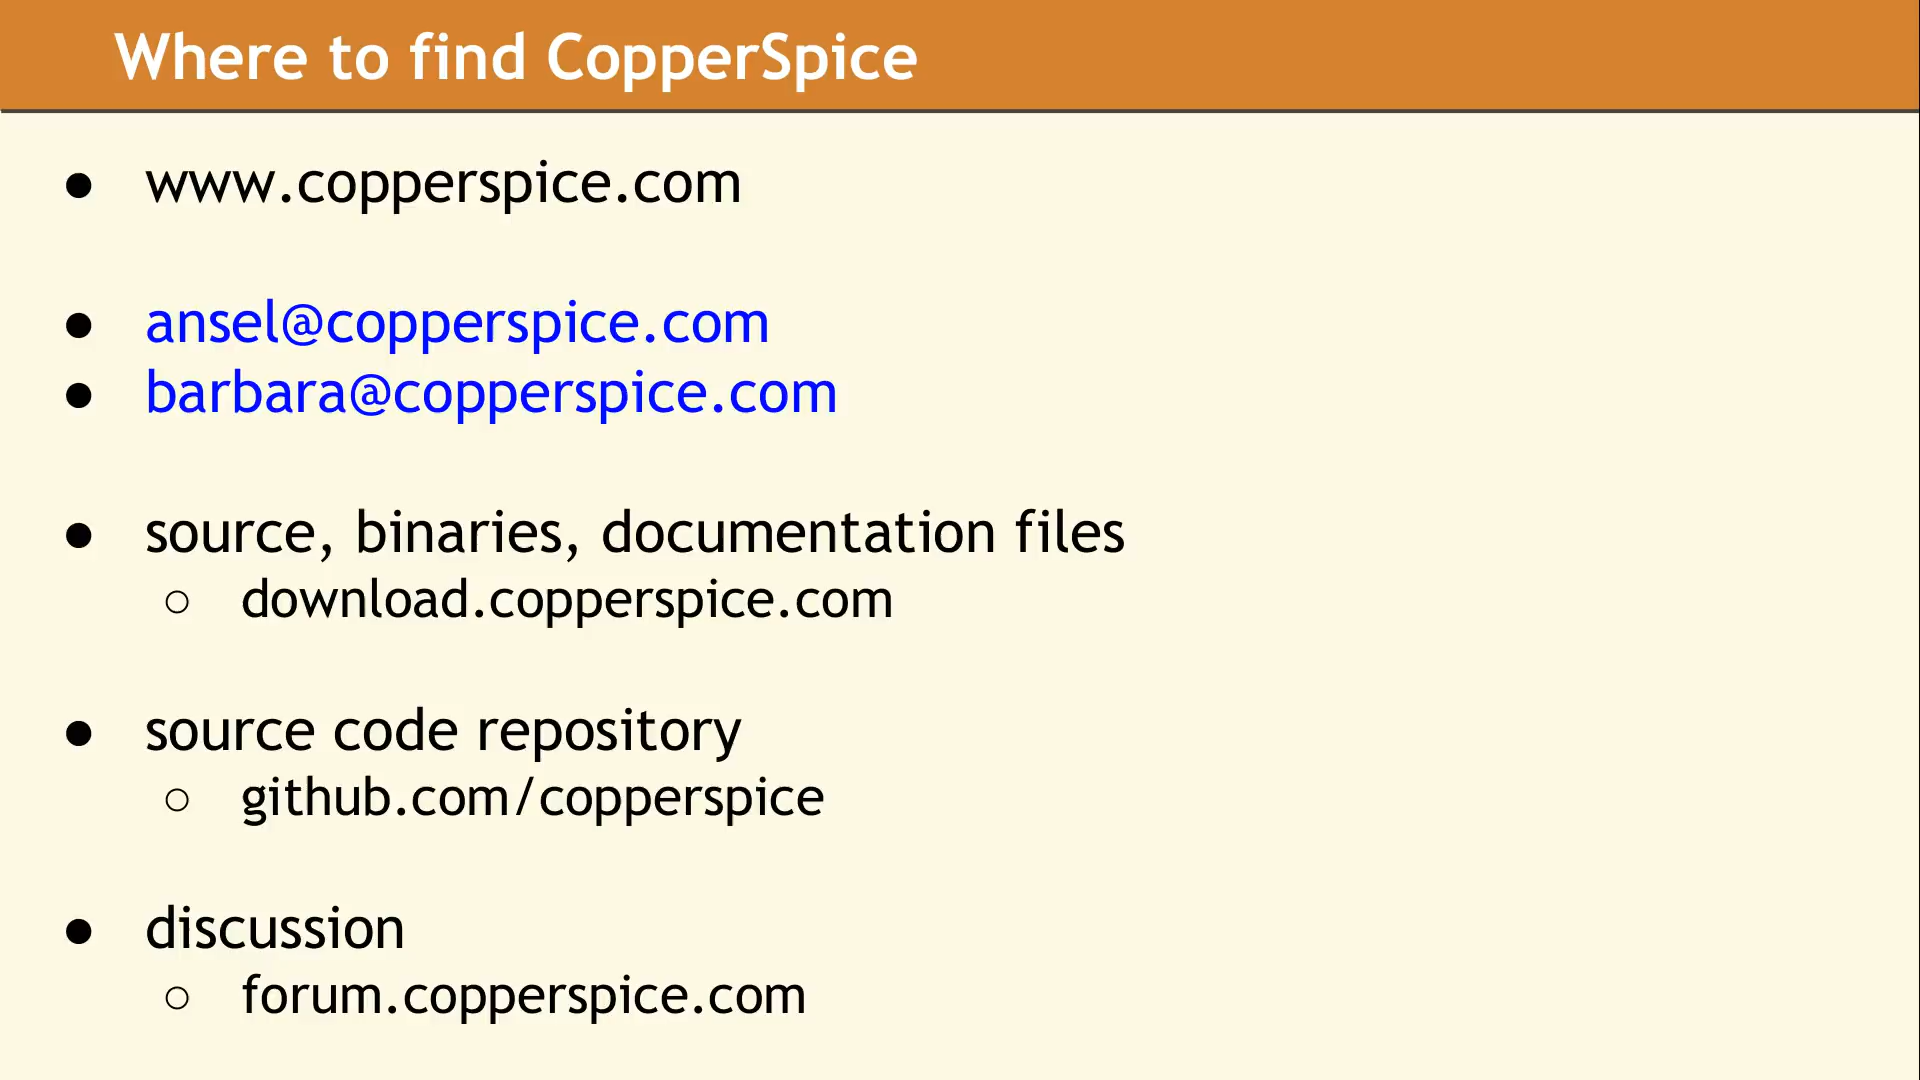 Where to find CopperSpice
● www.copperspice.com
● ansel@copperspice.com
● barbara@copperspice.com
● source, binaries, documentation files
○ download.copperspice.com
● source code repository
○ github.com/copperspice
● discussion
○ forum.copperspice.com